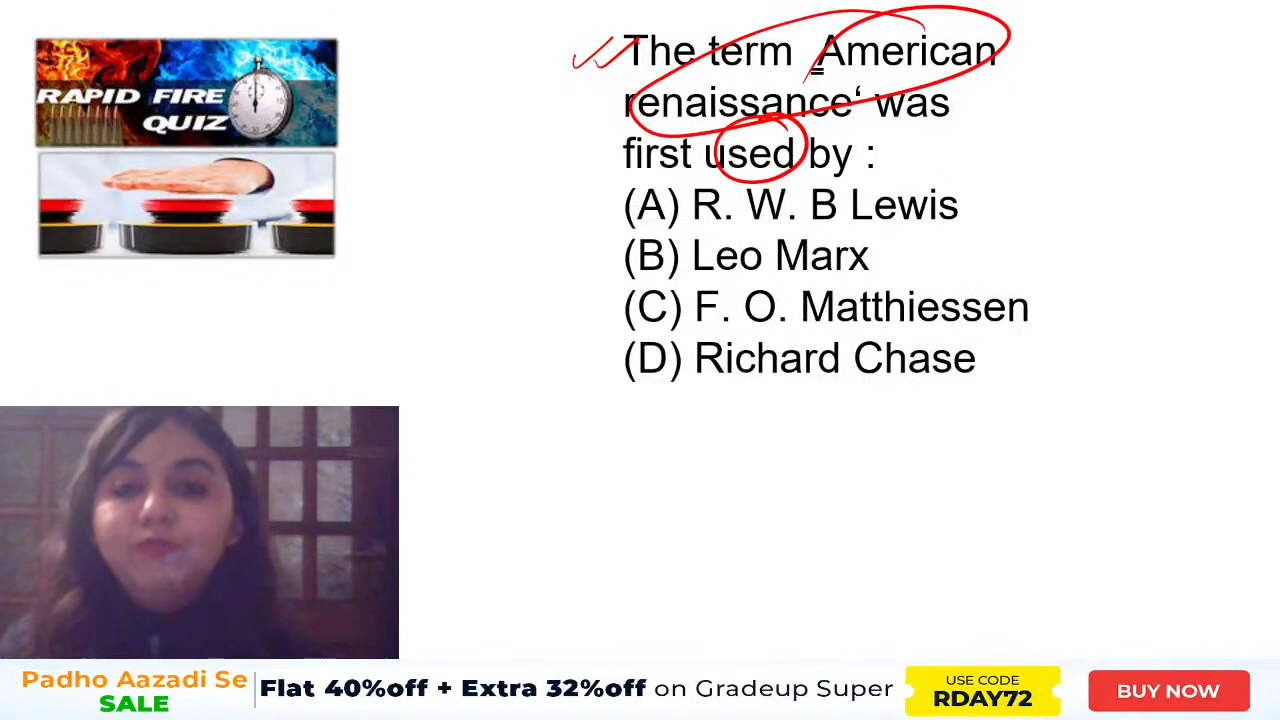 RAPID FIRE
QUIZ
The term ‗American
renaissance‘ was
first used by :
(A) R. W. B Lewis
(B) Leo Marx
(C) F. O. Matthiessen
(D) Richard Chase
Padho Aazadi Se
SALE
Flat 40%off + Extra 32%off on Gradeup Super
USE CODE
RDAY72
BUY NOW